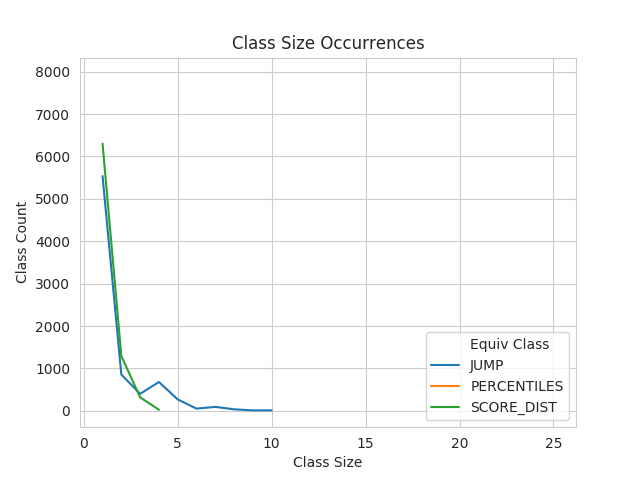 Class Size Occurrences
8000
7000
6000
5000
4000
3000
2000
1000
0
Class Count
0 5 10 15 20 25
Class Size
Equiv Class
JUMP
PERCENTILES
SCORE_DIST